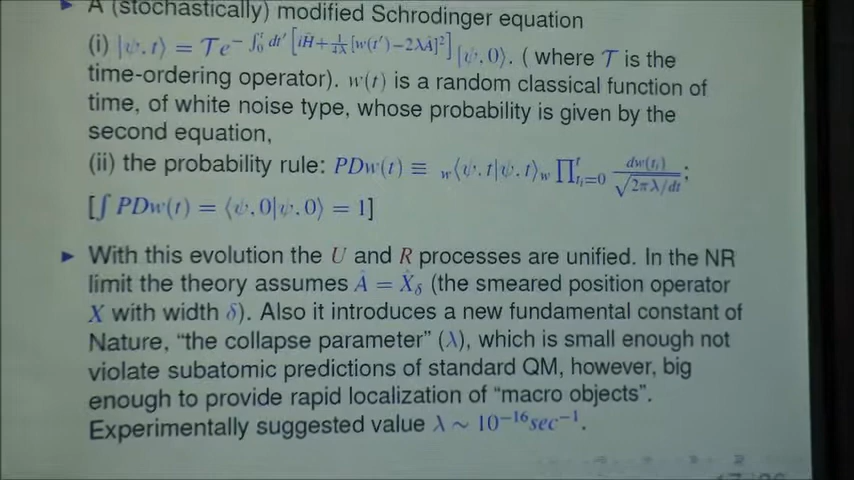 ► A (stochastically) modified Schrodinger equation
(i) |ψ, t⟩ = 𝒯e^{−∫₀ᵗ dt′[iĤ+\frac{1}{4λ}[w(t′)−2λÂ]²]}|ψ, 0⟩. ( where 𝒯 is the
time-ordering operator). w(t) is a random classical function of
time, of white noise type, whose probability is given by the
second equation,
(ii) the probability rule: PDw(t) ≡ _w⟨ψ, t|ψ, t⟩_w ∏^{t}_{t_i=0} \frac{dw(t_i)}{\sqrt{2πλ/dt}};
[∫ PDw(t) = ⟨ψ, 0|ψ, 0⟩ = 1]
► With this evolution the U and R processes are unified. In the NR
limit the theory assumes Â = X̂_δ (the smeared position operator
X with width δ). Also it introduces a new fundamental constant of
Nature, “the collapse parameter” (λ), which is small enough not
violate subatomic predictions of standard QM, however, big
enough to provide rapid localization of “macro objects”.
Experimentally suggested value λ ∼ 10⁻¹⁶sec⁻¹.